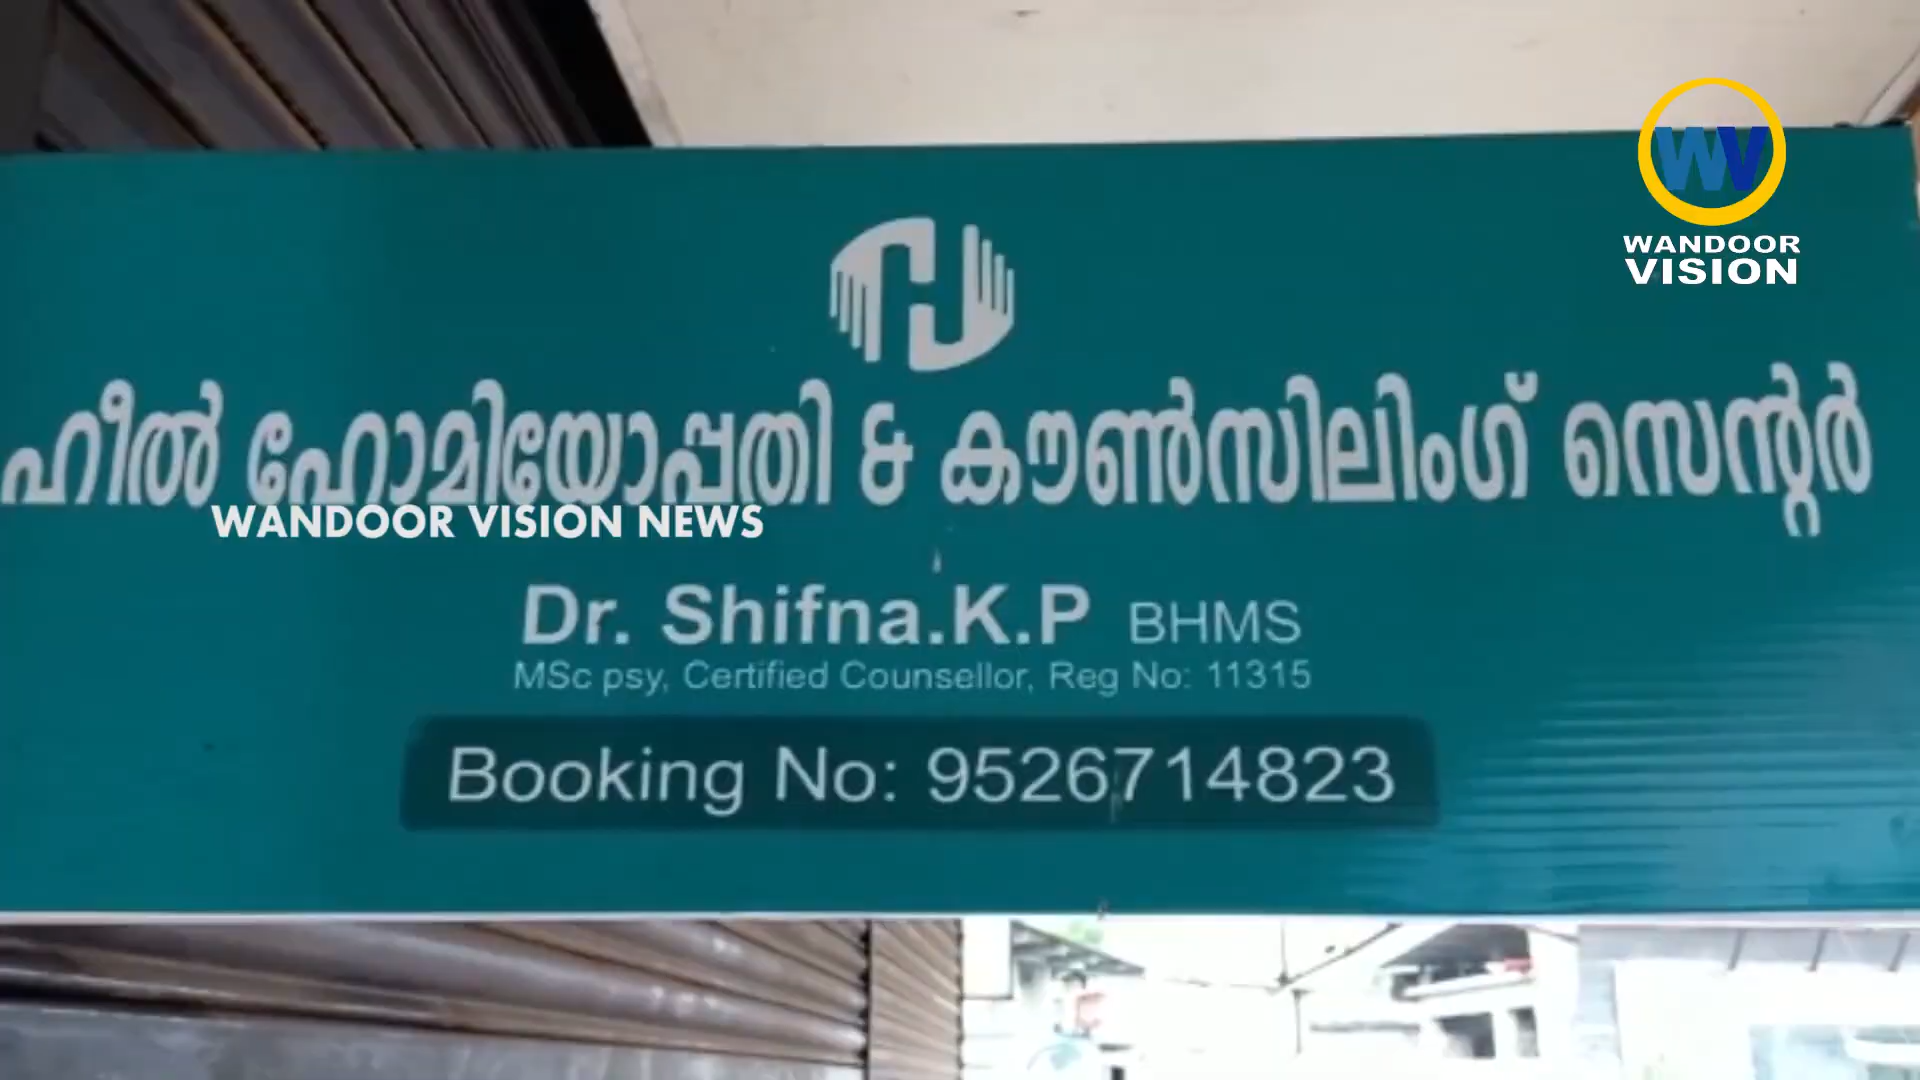 WV
WANDOOR
VISION
ഹീൽ ഹോമിയോപ്പതി & കൗൺസിലിംഗ് സെന്റർ
WANDOOR VISION NEWS
Dr. Shifna.K.P BHMS
MSc psy, Certified Counsellor, Reg No: 11315
Booking No: 9526714823